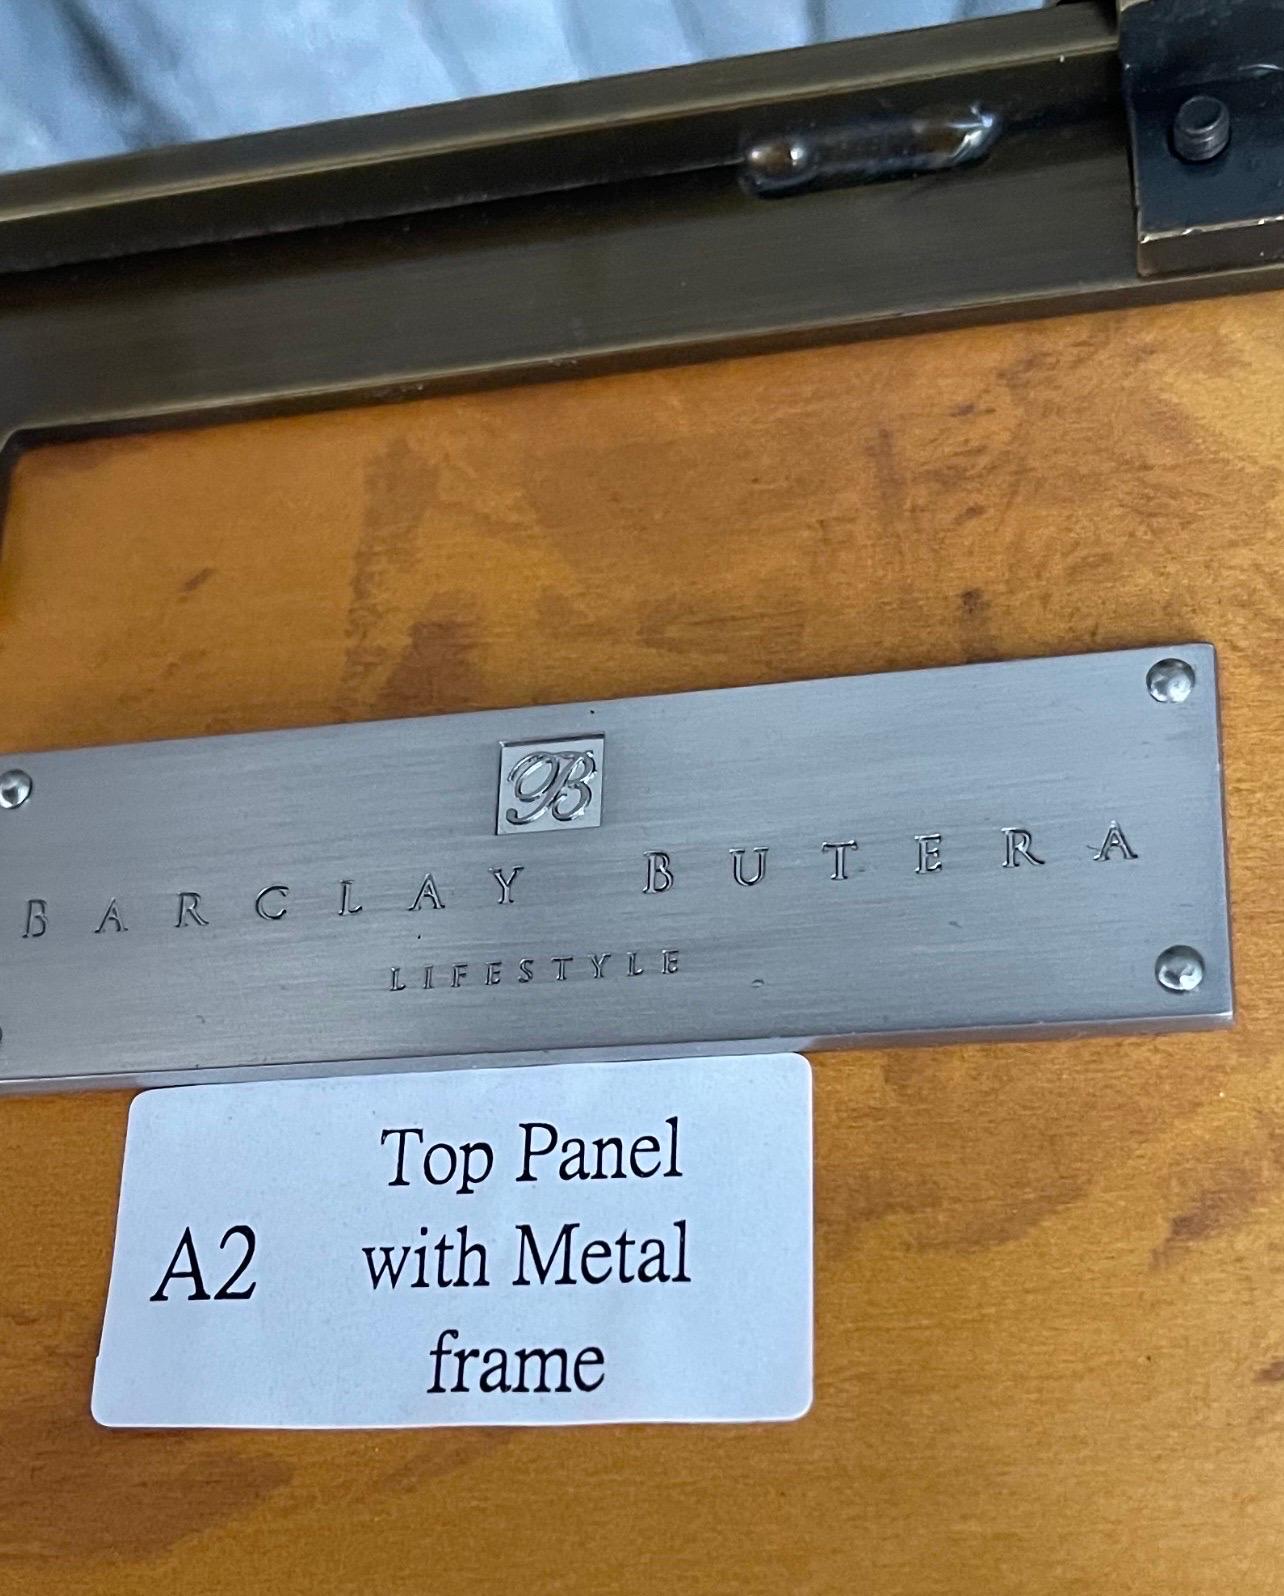 B
BARCLAY BUTERA
LIFESTYLE
A2
Top Panel
with Metal
frame